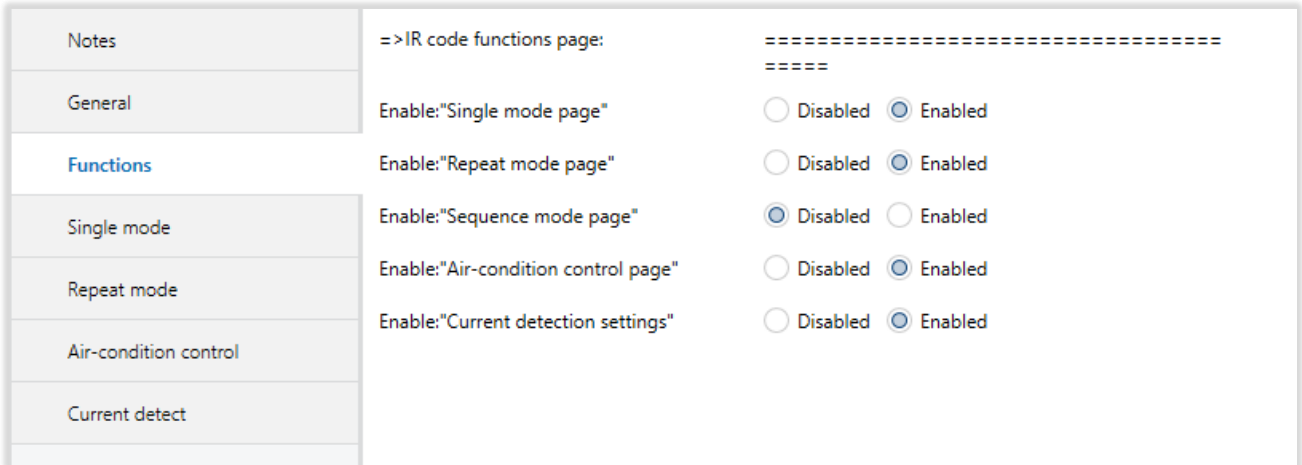 Notes
General
Functions
Single mode
Repeat mode
Air-condition control
Current detect
=>IR code functions page: ===================================
=====
Enable:"Single mode page" Disabled Enabled
Enable:"Repeat mode page" Disabled Enabled
Enable:"Sequence mode page" Disabled Enabled
Enable:"Air-condition control page" Disabled Enabled
Enable:"Current detection settings" Disabled Enabled